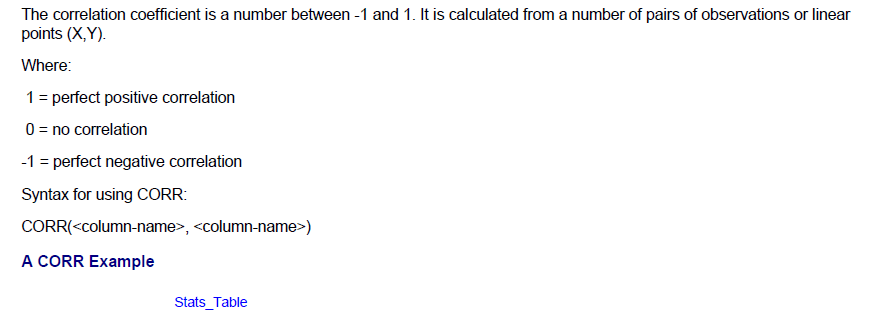 The correlation coefficient is a number between -1 and 1. It is calculated from a number of pairs of observations or linear
points (X,Y).
Where:
1 = perfect positive correlation
0 = no correlation
-1 = perfect negative correlation
Syntax for using CORR:
CORR(<column-name>, <column-name>)
A CORR Example
Stats_Table